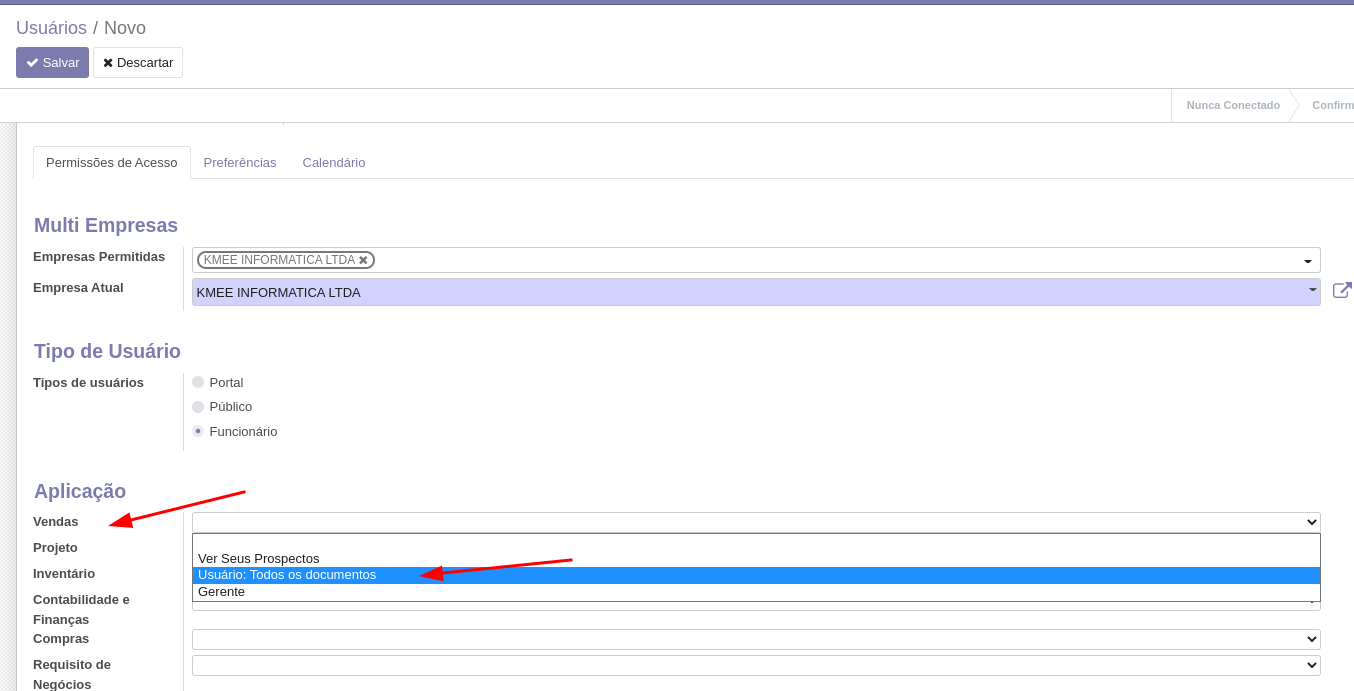 Usuários / Novo
Salvar Descartar
Nunca Conectado Confirm
Permissões de Acesso Preferências Calendário
Multi Empresas
Empresas Permitidas KMEE INFORMATICA LTDA
Empresa Atual KMEE INFORMATICA LTDA
Tipo de Usuário
Tipos de usuários Portal
Público
Funcionário
Aplicação
Vendas
Projeto
Ver Seus Prospectos
Inventário Usuário: Todos os documentos
Gerente
Contabilidade e
Finanças
Compras
Requisito de
Negócios